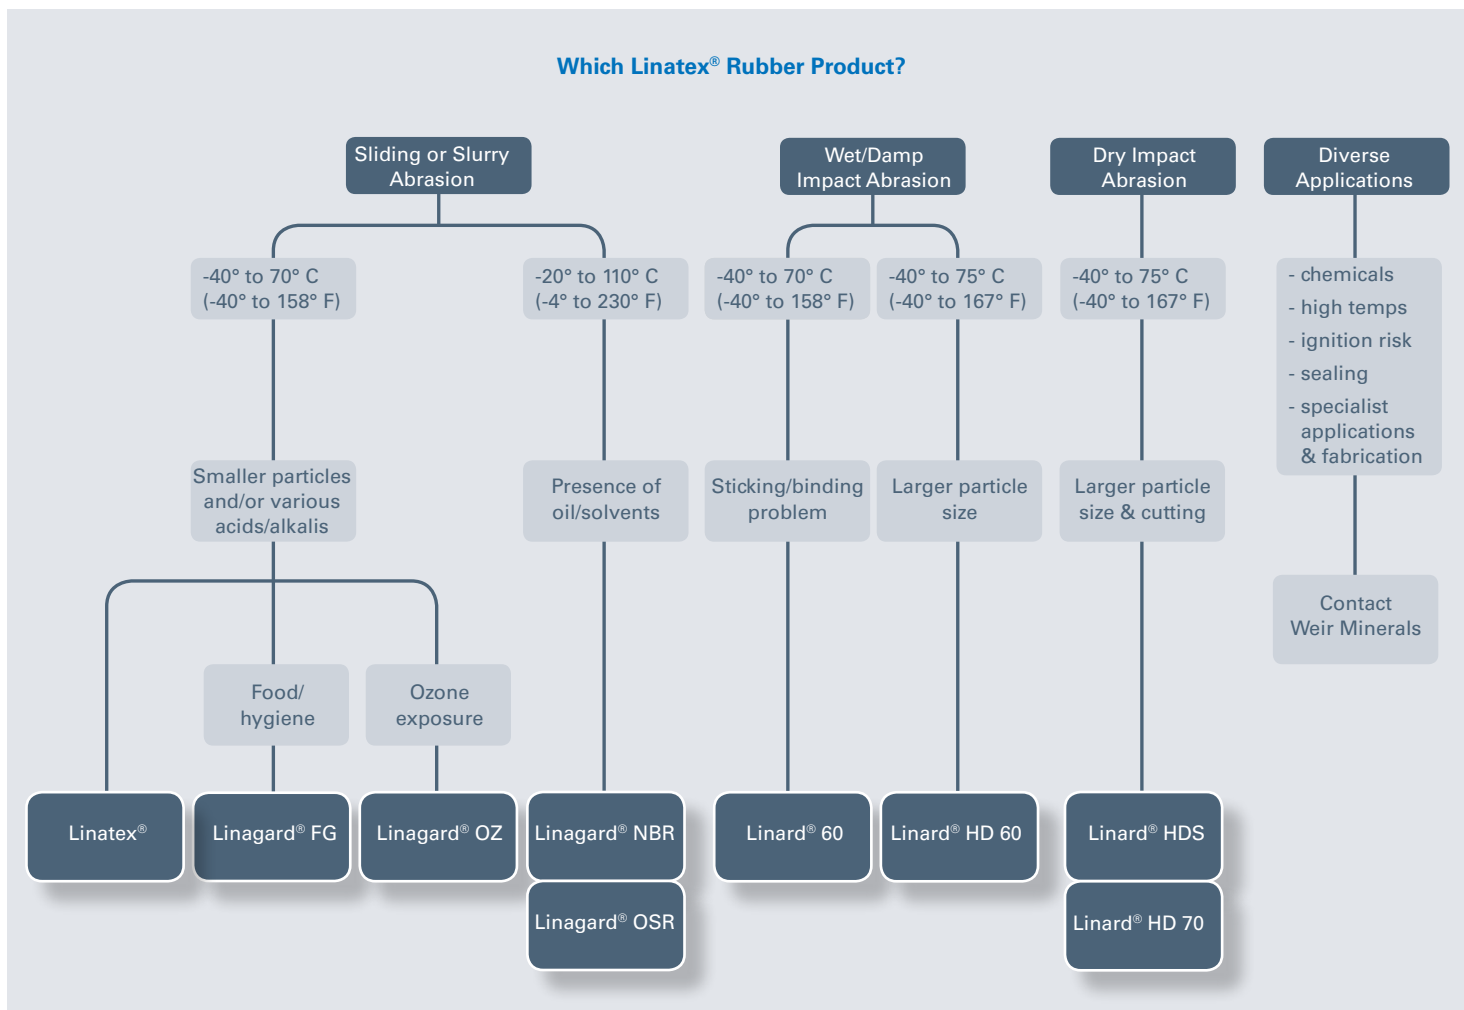 Which Linatex® Rubber Product?
Sliding or Slurry
Abrasion
Wet/Damp
Impact Abrasion
Dry Impact
Abrasion
Diverse
Applications
-40° to 70° C
(-40° to 158° F)
-20° to 110° C
(-4° to 230° F)
-40° to 70° C
(-40° to 158° F)
-40° to 75° C
(-40° to 167° F)
-40° to 75° C
(-40° to 167° F)
- chemicals
- high temps
- ignition risk
- sealing
- specialist
applications
& fabrication
Smaller particles
and/or various
acids/alkalis
Presence of
oil/solvents
Sticking/binding
problem
Larger particle
size
Larger particle
size & cutting
Contact
Weir Minerals
Food/
hygiene
Ozone
exposure
Linatex®
Linagard® FG
Linagard® OZ
Linagard® NBR
Linard® 60
Linard® HD 60
Linard® HDS
Linagard® OSR
Linard® HD 70